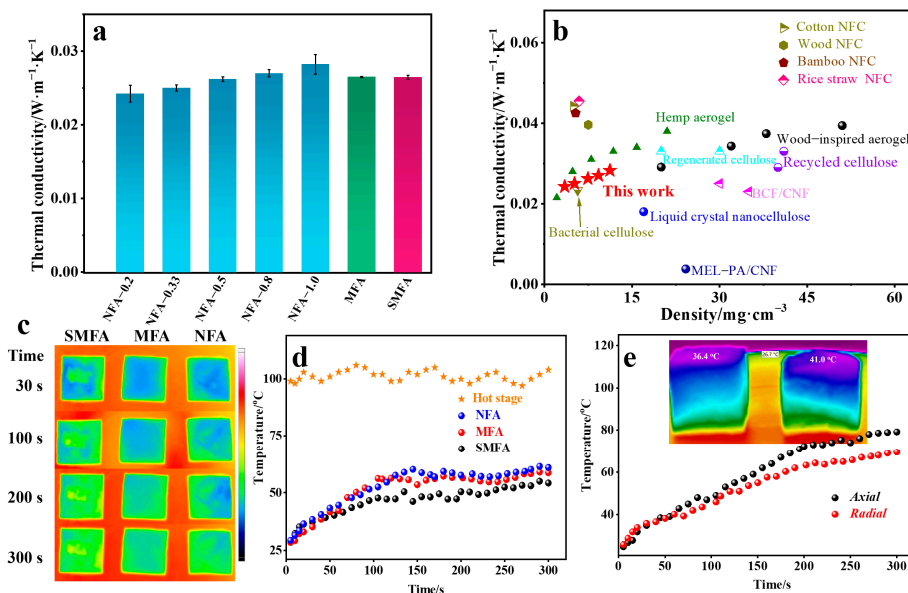 a
Thermal conductivity/W·m⁻¹·K⁻¹
0.03
0.02
0.01
0.00
NFA−0.2
NFA−0.33
NFA−0.5
NFA−0.8
NFA−1.0
MFA
SMFA
b
Thermal conductivity/W·m⁻¹·K⁻¹
0.06
0.04
0.02
0.00
0
15
30
45
60
Density/mg·cm⁻³
Cotton NFC
Wood NFC
Bamboo NFC
Rice straw NFC
Hemp aerogel
Wood-inspired aerogel
Regenerated cellulose
Recycled cellulose
This work
BCF/CNF
Liquid crystal nanocellulose
Bacterial cellulose
MEL−PA/CNF
c
SMFA
MFA
NFA
Time
30 s
100 s
200 s
300 s
d
Temperature/°C
100
75
50
25
0
50
100
150
200
250
300
Time/s
Hot stage
NFA
MFA
SMFA
e
Temperature/°C
120
100
80
60
40
0
50
100
150
200
250
300
Time/s
36.4 °C
26.7 °C
41.0 °C
Axial
Radial